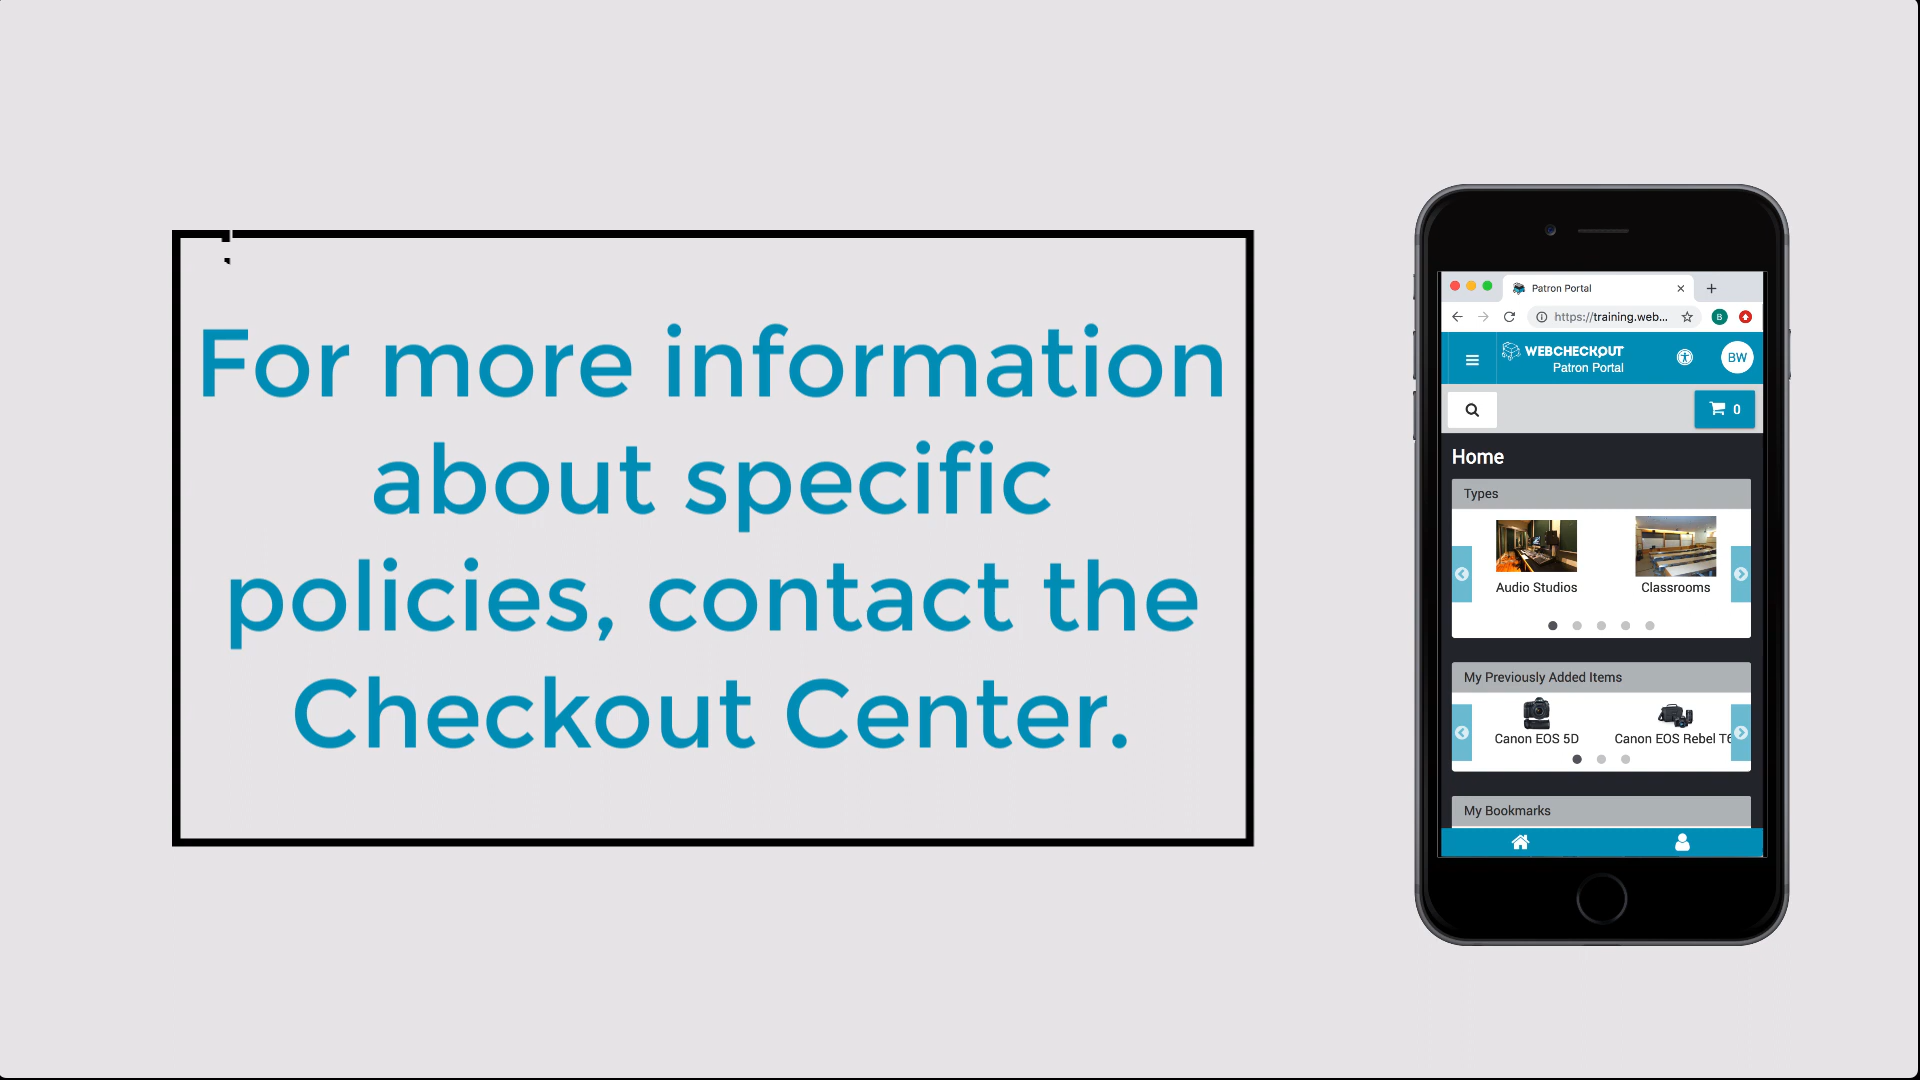 For more information
about specific
policies, contact the
Checkout Center.
Patron Portal
https://training.web...
B
WEBCHECKOUT
Patron Portal
BW
0
Home
Types
Audio Studios
Classrooms
My Previously Added Items
Canon EOS 5D
Canon EOS Rebel T6
My Bookmarks